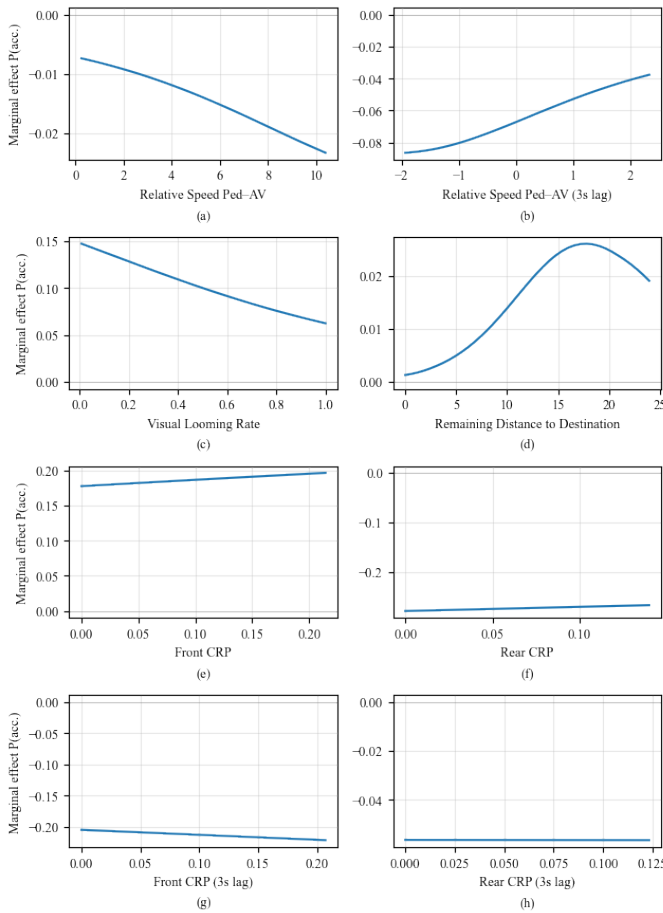 0.00
0.00
−0.01
−0.02
−0.02
−0.04
−0.06
−0.08
Marginal effect P(acc.)
0 2 4 6 8 10
−2 −1 0 1 2
Relative Speed Ped–AV
Relative Speed Ped–AV (3s lag)
(a)
(b)
0.15
0.10
0.05
0.00
0.02
0.01
0.00
Marginal effect P(acc.)
0.0 0.2 0.4 0.6 0.8 1.0
0 5 10 15 20 25
Visual Looming Rate
Remaining Distance to Destination
(c)
(d)
0.20
0.15
0.10
0.05
0.00
0.0
−0.1
−0.2
Marginal effect P(acc.)
0.00 0.05 0.10 0.15 0.20
0.00 0.05 0.10
Front CRP
Rear CRP
(e)
(f)
0.00
−0.05
−0.10
−0.15
−0.20
0.00
−0.02
−0.04
Marginal effect P(acc.)
0.00 0.05 0.10 0.15 0.20
0.000 0.025 0.050 0.075 0.100 0.125
Front CRP (3s lag)
Rear CRP (3s lag)
(g)
(h)